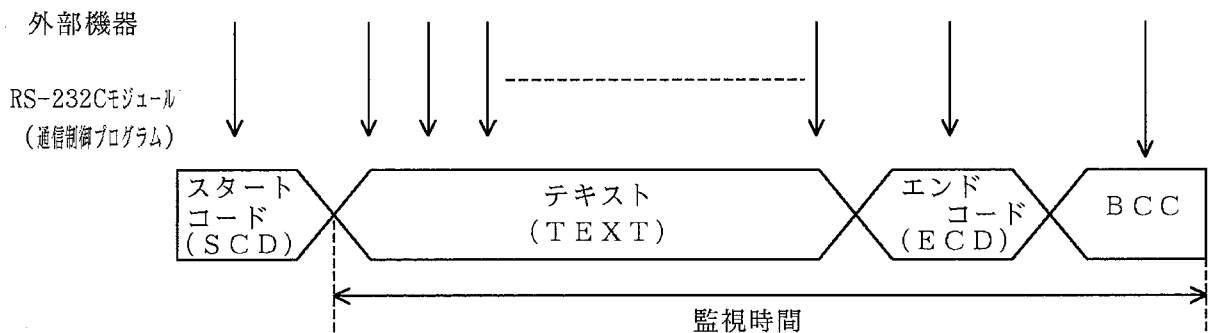 外部機器
RS-232Cモジュール
(通信制御プログラム)
スタート
コード
(SCD)
テキスト
(TEXT)
エンド
コード
(ECD)
BCC
監視時間